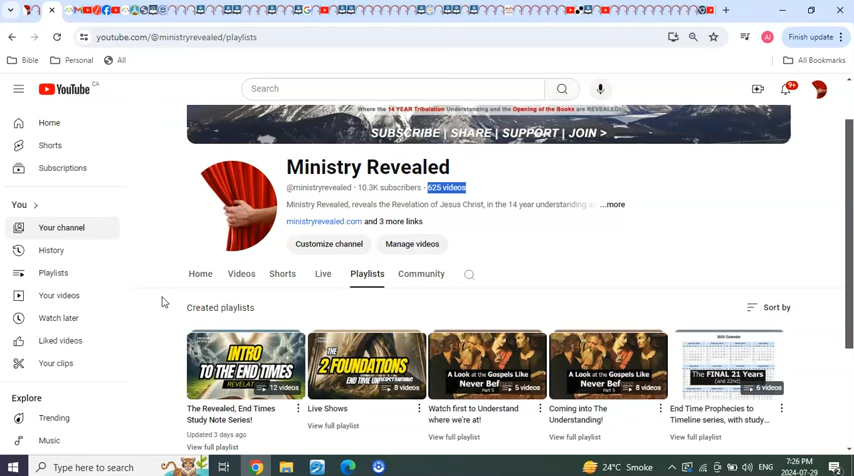 youtube.com/@ministryrevealed/playlists
AI
Finish update
Bible
Personal
All
All Bookmarks
YouTube CA
Search
9+
Where the 14 YEAR Tribulation Understanding and the Opening of the Books are REVEALED!
SUBSCRIBE | SHARE | SUPPORT | JOIN >
Ministry Revealed
@ministryrevealed · 10.3K subscribers · 625 videos
Ministry Revealed, reveals the Revelation of Jesus Christ, in the 14 year understanding ...more
ministryrevealed.com and 3 more links
Customize channel
Manage videos
Home
Shorts
Subscriptions
You >
Your channel
History
Playlists
Your videos
Watch later
Liked videos
Your clips
Explore
Trending
Music
Home Videos Shorts Live Playlists Community
Created playlists
Sort by
INTRO
TO THE END TIMES
12 videos
The Revealed, End Times
Study Note Series!
Updated 3 days ago
View full playlist
THE
2 FOUNDATIONS
8 videos
Live Shows
View full playlist
A Look at the Gospels Like
Never Bef
5 videos
Watch first to Understand
where we're at!
View full playlist
A Look at the Gospels Like
Never Bef
8 videos
Coming into The
Understanding!
View full playlist
2022 Calendar
The FINAL 21 YEARS
(and 22nd)
6 videos
End Time Prophecies to
Timeline series, with study...
View full playlist
Type here to search
24°C Smoke
ENG
7:26 PM
2024-07-29
2